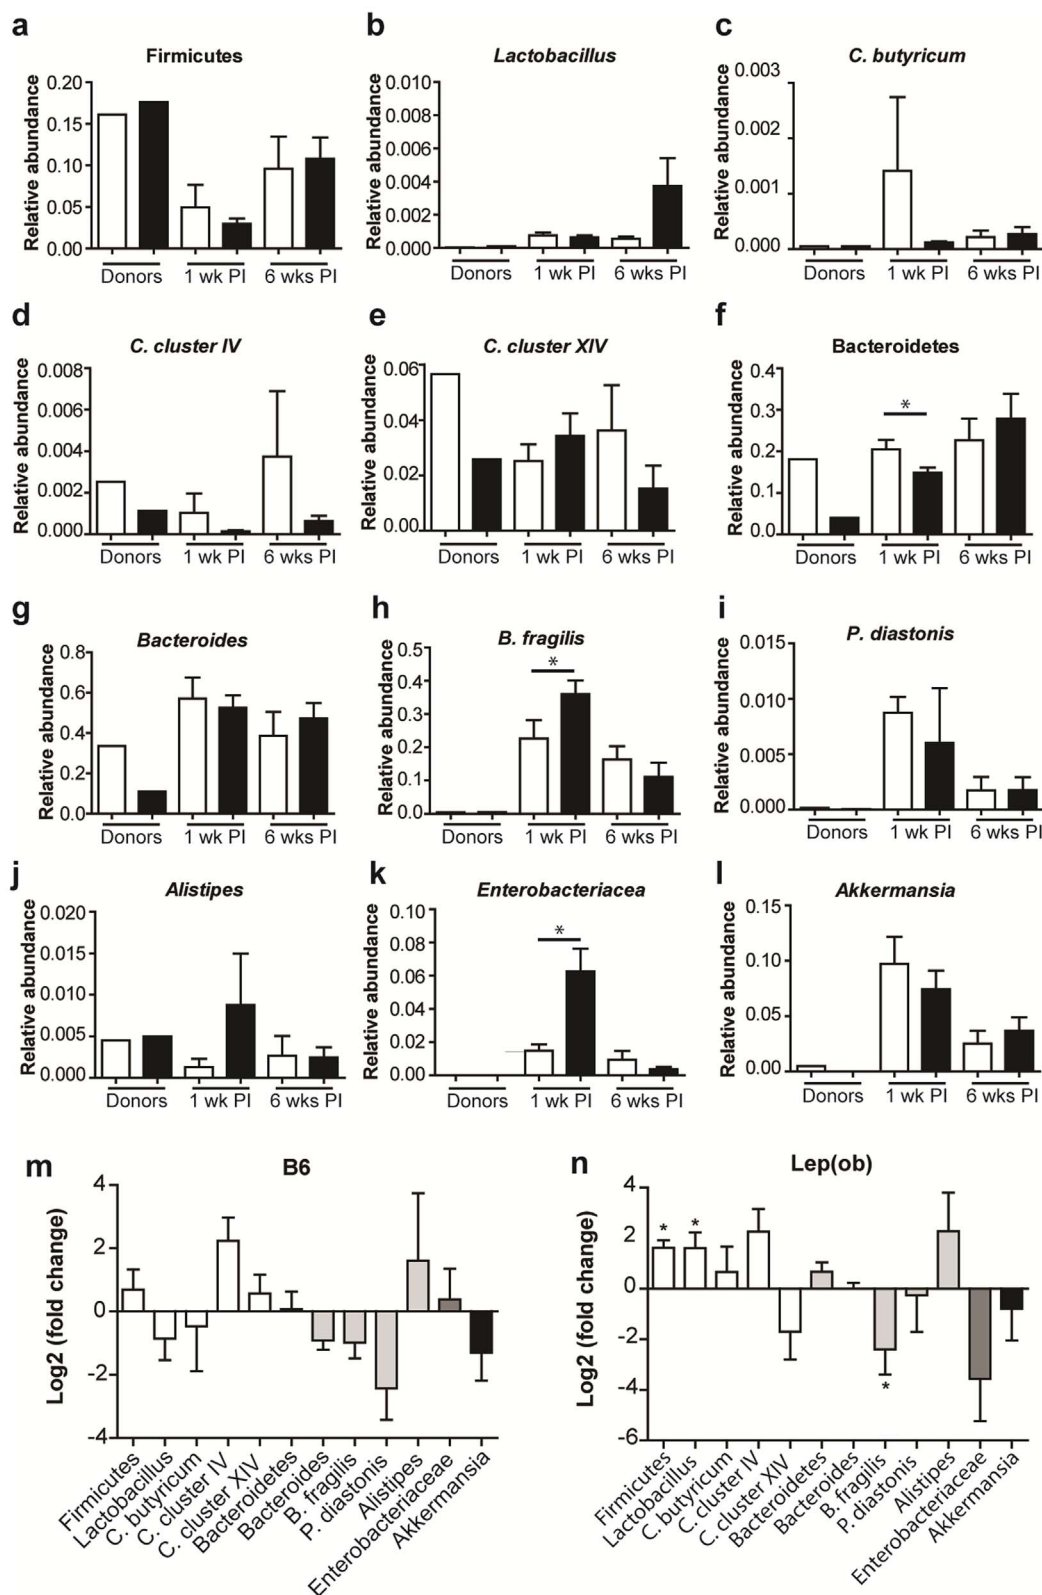 a
Firmicutes
Relative abundance
0.20
0.15
0.10
0.05
0.00
Donors
1 wk PI
6 wks PI
b
Lactobacillus
Relative abundance
0.010
0.008
0.006
0.004
0.002
0.000
Donors
1 wk PI
6 wks PI
c
C. butyricum
Relative abundance
0.003
0.002
0.001
0.000
Donors
1 wk PI
6 wks PI
d
C. cluster IV
Relative abundance
0.008
0.006
0.004
0.002
0.000
Donors
1 wk PI
6 wks PI
e
C. cluster XIV
Relative abundance
0.06
0.04
0.02
0.00
Donors
1 wk PI
6 wks PI
f
Bacteroidetes
Relative abundance
0.4
0.3
0.2
0.1
0.0
*
Donors
1 wk PI
6 wks PI
g
Bacteroides
Relative abundance
0.8
0.6
0.4
0.4
0.0
Donors
1 wk PI
6 wks PI
h
B. fragilis
Relative abundance
0.5
0.4
0.3
0.2
0.1
0.0
*
Donors
1 wk PI
6 wks PI
i
P. diastonis
Relative abundance
0.015
0.010
0.005
0.000
Donors
1 wk PI
6 wks PI
j
Alistipes
Relative abundance
0.020
0.015
0.010
0.005
0.000
Donors
1 wk PI
6 wks PI
k
Enterobacteriacea
Relative abundance
0.10
0.08
0.06
0.04
0.02
0.00
*
Donors
1 wk PI
6 wks PI
l
Akkermansia
Relative abundance
0.15
0.10
0.05
0.00
Donors
1 wk PI
6 wks PI
m
B6
Log2 (fold change)
4
2
0
-2
-4
Firmicutes
Lactobacillus
C. butyricum
C. cluster IV
C. cluster XIV
Bacteroidetes
Bacteroides
B. fragilis
P. diastonis
Alistipes
Enterobacteriaceae
Akkermansia
n
Lep(ob)
Log2 (fold change)
4
2
0
-2
-4
-6
*
*
*
Firmicutes
Lactobacillus
C. butyricum
C. cluster IV
C. cluster XIV
Bacteroidetes
Bacteroides
B. fragilis
P. diastonis
Alistipes
Enterobacteriaceae
Akkermansia